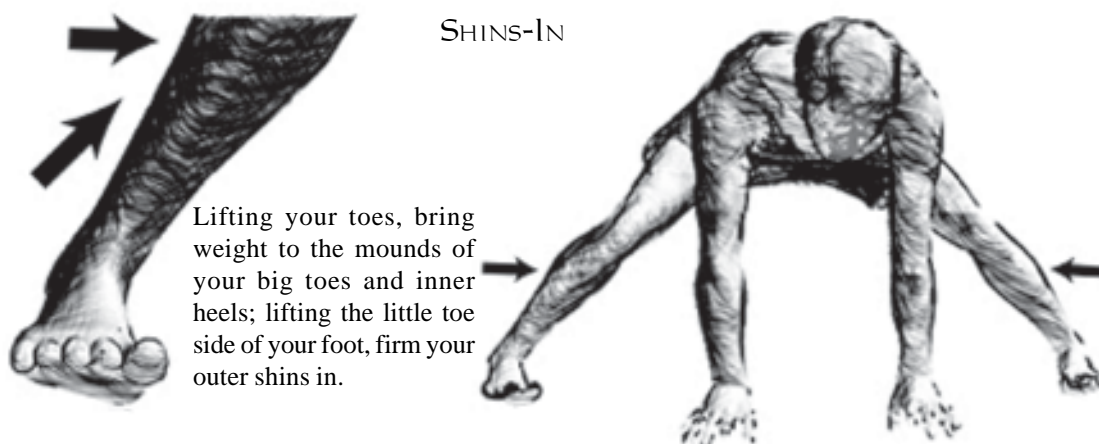 SHINS-IN
Lifting your toes, bring
weight to the mounds of
your big toes and inner
heels; lifting the little toe
side of your foot, firm your
outer shins in.